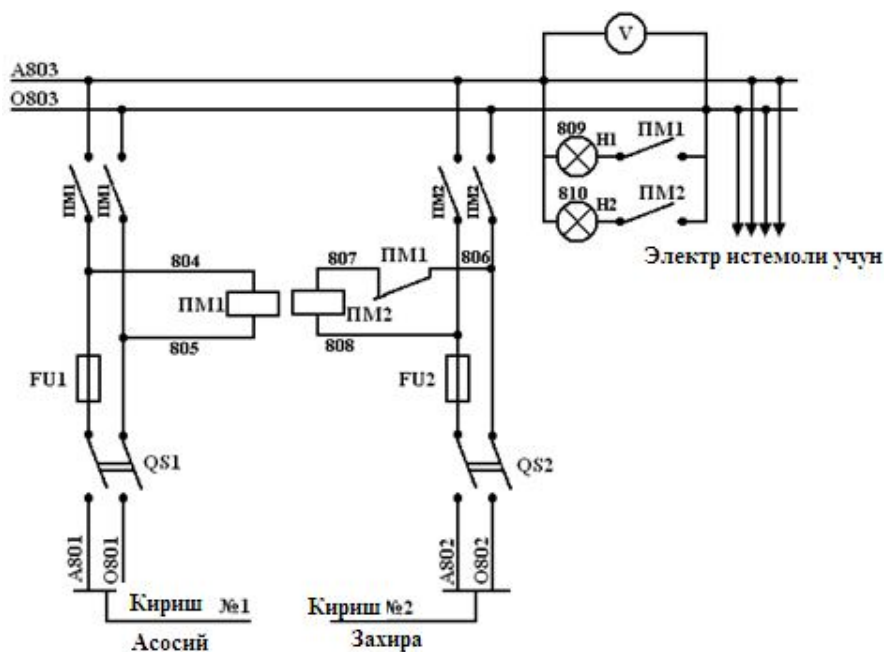 V
A803
O803
809
H1
ПМ1
810
H2
ПМ2
ПМ1
ПМ1
ПМ2
ПМ2
Электр истемоли учун
804
807
ПМ1
806
ПМ1
ПМ2
805
808
FU1
FU2
QS1
QS2
A801
O801
A802
O802
Кириш №1
Кириш №2
Асосий
Захира